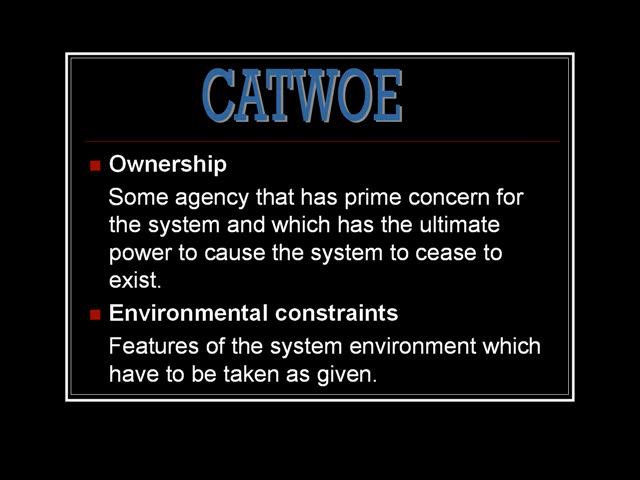 CATWOE
Ownership
Some agency that has prime concern for
the system and which has the ultimate
power to cause the system to cease to
exist.
Environmental constraints
Features of the system environment which
have to be taken as given.